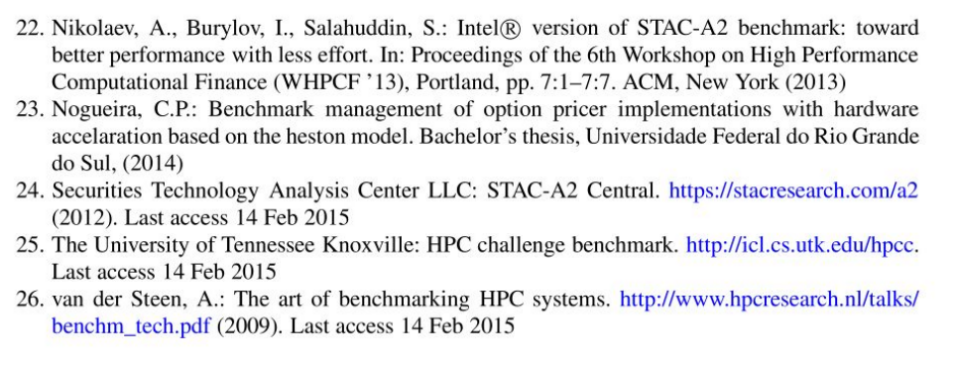 22. Nikolaev, A., Burylov, I., Salahuddin, S.: Intel® version of STAC-A2 benchmark: toward
better performance with less effort. In: Proceedings of the 6th Workshop on High Performance
Computational Finance (WHPCF ’13), Portland, pp. 7:1–7:7. ACM, New York (2013)
23. Nogueira, C.P.: Benchmark management of option pricer implementations with hardware
accelaration based on the heston model. Bachelor’s thesis, Universidade Federal do Rio Grande
do Sul, (2014)
24. Securities Technology Analysis Center LLC: STAC-A2 Central. https://stacresearch.com/a2
(2012). Last access 14 Feb 2015
25. The University of Tennessee Knoxville: HPC challenge benchmark. http://icl.cs.utk.edu/hpcc.
Last access 14 Feb 2015
26. van der Steen, A.: The art of benchmarking HPC systems. http://www.hpcresearch.nl/talks/
benchm_tech.pdf (2009). Last access 14 Feb 2015